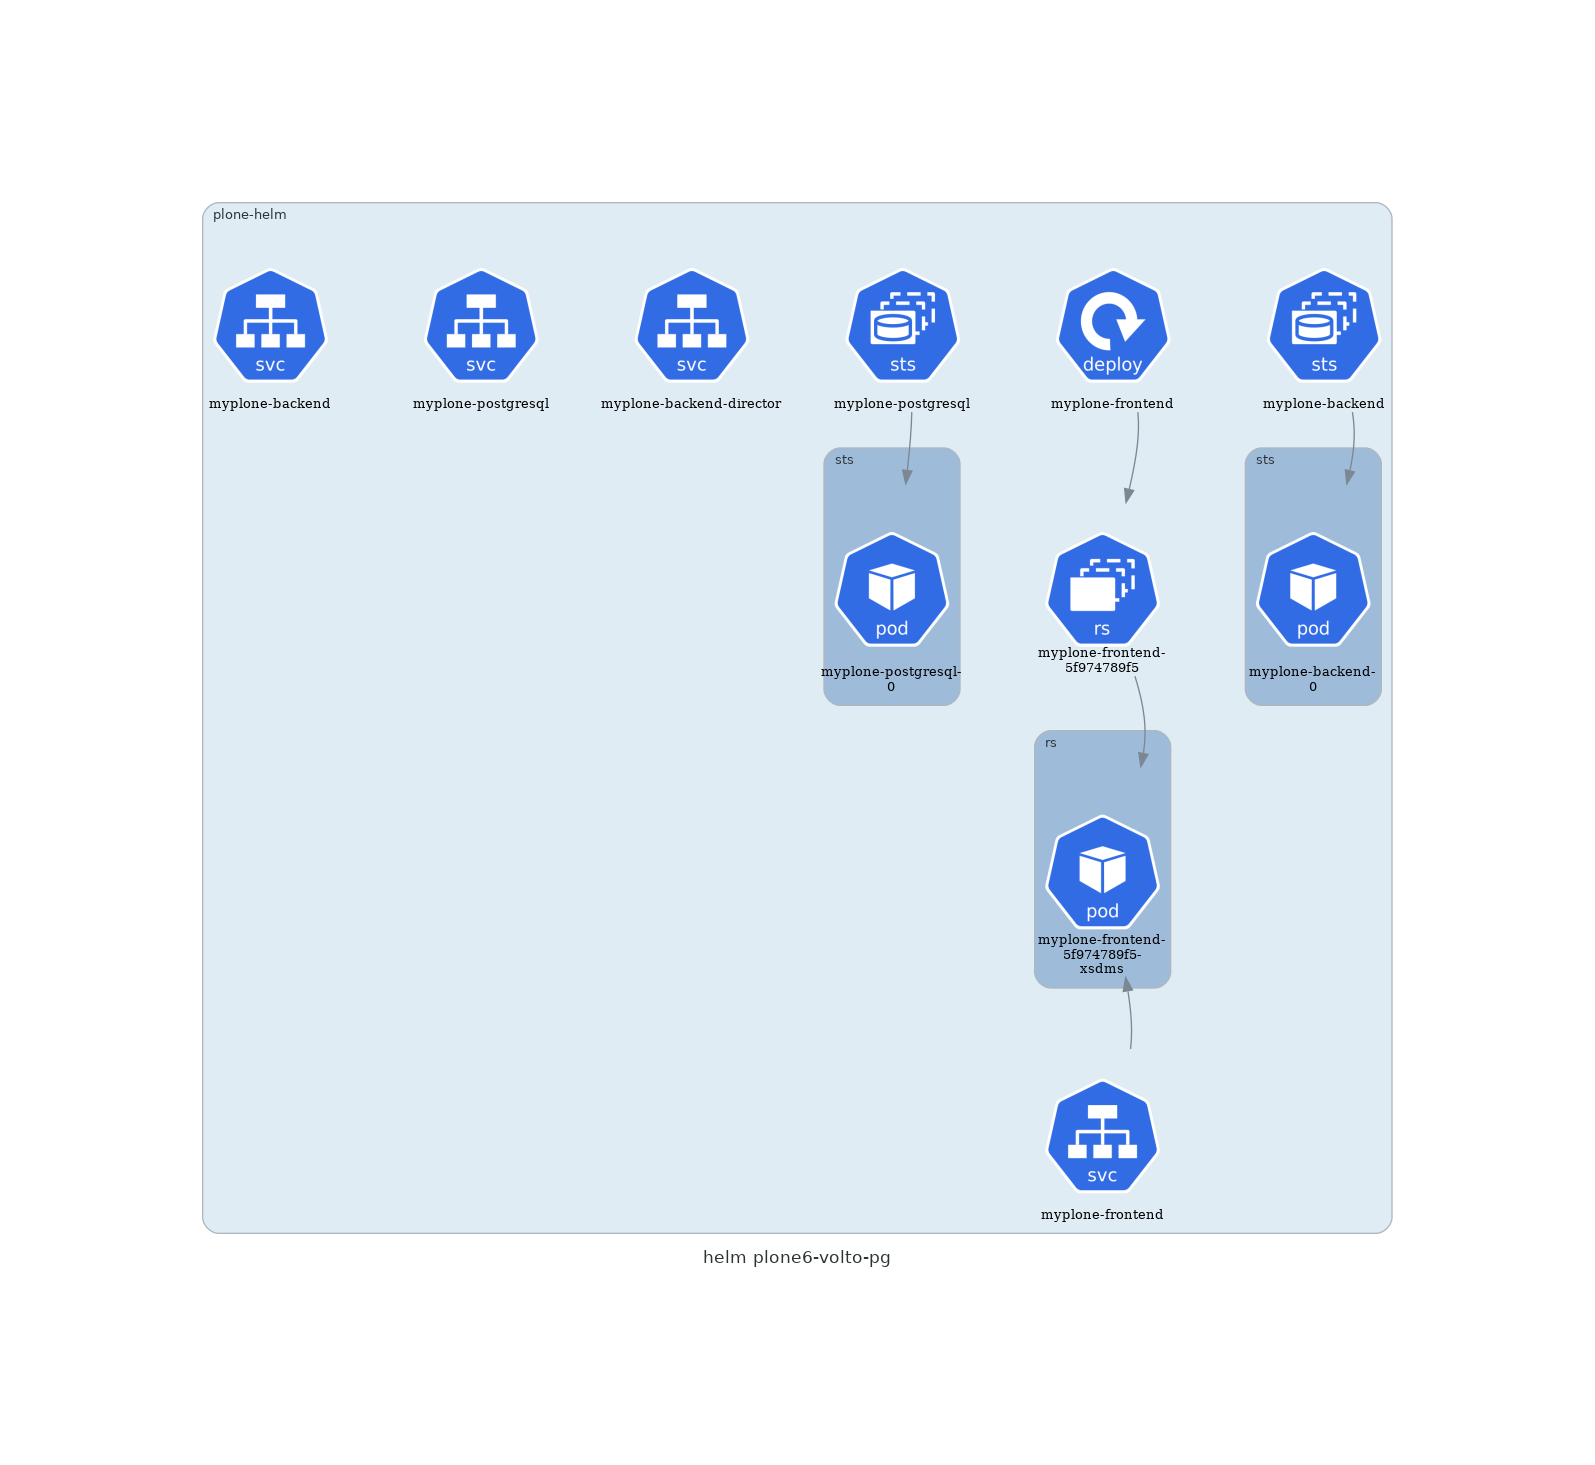 plone-helm
svc
svc
svc
sts
deploy
sts
myplone-backend
myplone-postgresql
myplone-backend-director
myplone-postgresql
myplone-frontend
myplone-backend
sts
sts
pod
rs
pod
myplone-postgresql-
0
myplone-frontend-
5f974789f5
myplone-backend-
0
rs
pod
myplone-frontend-
5f974789f5-
xsdms
svc
myplone-frontend
helm plone6-volto-pg